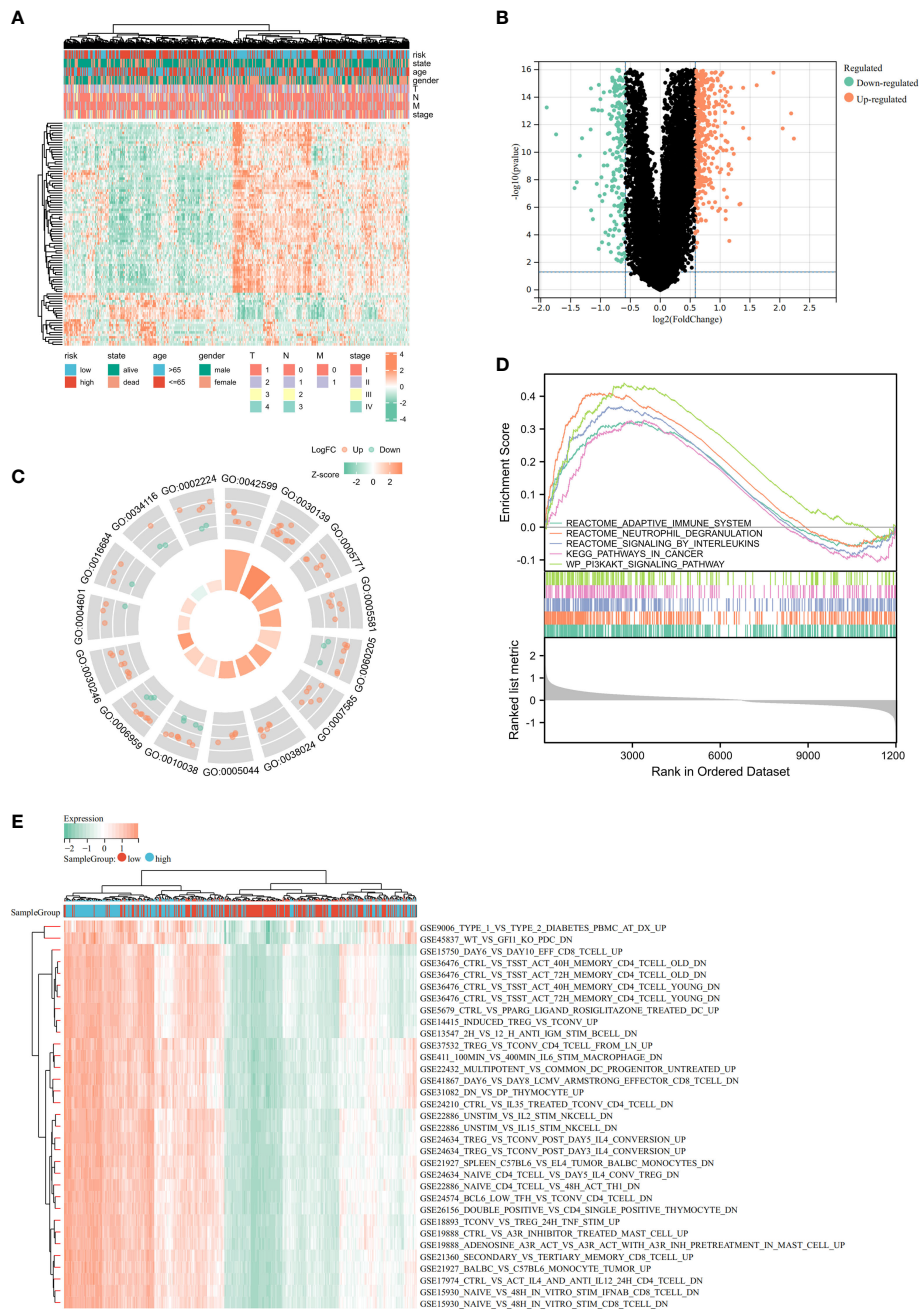 A
risk
state
age
gender
T
N
M
stage
risk state age gender T N M stage
low alive >65 male 1 0 0 I
high dead <=65 female 2 1 1 II
3 2 III
4 3 IV
4
2
0
−2
−4
B
16
14
12
10
8
6
4
2
0
-log10(pvalue)
−2.0 −1.5 −1.0 −0.5 0.0 0.5 1.0 1.5 2.0 2.5
log2(FoldChange)
Regulated
Down-regulated
Up-regulated
C
LogFC Up Down
Z-score
−2 0 2
GO:0042599
GO:0030139
GO:0005771
GO:0005581
GO:0060205
GO:0007585
GO:0038024
GO:0005044
GO:0010038
GO:0006959
GO:0030246
GO:0004601
GO:0016684
GO:0034116
GO:0002224
D
0.4
0.3
0.2
0.1
0.0
-0.1
Enrichment Score
REACTOME_ADAPTIVE_IMMUNE_SYSTEM
REACTOME_NEUTROPHIL_DEGRANULATION
REACTOME_SIGNALING_BY_INTERLEUKINS
KEGG_PATHWAYS_IN_CANCER
WP_PI3KAKT_SIGNALING_PATHWAY
2
1
0
-1
Ranked list metric
3000 6000 9000 1200
Rank in Ordered Dataset
E
Expression
−2 −1 0 1
SampleGroup: low high
SampleGroup
GSE9006_TYPE_1_VS_TYPE_2_DIABETES_PBMC_AT_DX_UP
GSE45837_WT_VS_GFI1_KO_PDC_DN
GSE15750_DAY6_VS_DAY10_EFF_CD8_TCELL_UP
GSE36476_CTRL_VS_TSST_ACT_40H_MEMORY_CD4_TCELL_OLD_DN
GSE36476_CTRL_VS_TSST_ACT_72H_MEMORY_CD4_TCELL_OLD_DN
GSE36476_CTRL_VS_TSST_ACT_40H_MEMORY_CD4_TCELL_YOUNG_DN
GSE36476_CTRL_VS_TSST_ACT_72H_MEMORY_CD4_TCELL_YOUNG_DN
GSE5679_CTRL_VS_PPARG_LIGAND_ROSIGLITAZONE_TREATED_DC_UP
GSE14415_INDUCED_TREG_VS_TCONV_UP
GSE13547_2H_VS_12_H_ANTI_IGM_STIM_BCELL_DN
GSE37532_TREG_VS_TCONV_CD4_TCELL_FROM_LN_UP
GSE411_100MIN_VS_400MIN_IL6_STIM_MACROPHAGE_DN
GSE22432_MULTIPOTENT_VS_COMMON_DC_PROGENITOR_UNTREATED_UP
GSE41867_DAY6_VS_DAY8_LCMV_ARMSTRONG_EFFECTOR_CD8_TCELL_DN
GSE31082_DN_VS_DP_THYMOCYTE_UP
GSE24210_CTRL_VS_IL35_TREATED_TCONV_CD4_TCELL_DN
GSE22886_UNSTIM_VS_IL2_STIM_NKCELL_DN
GSE22886_UNSTIM_VS_IL15_STIM_NKCELL_DN
GSE24634_TREG_VS_TCONV_POST_DAY5_IL4_CONVERSION_UP
GSE24634_TREG_VS_TCONV_POST_DAY3_IL4_CONVERSION_UP
GSE21927_SPLEEN_C57BL6_VS_EL4_TUMOR_BALBC_MONOCYTES_DN
GSE24634_NAIVE_CD4_TCELL_VS_DAY5_IL4_CONV_TREG_DN
GSE22886_NAIVE_CD4_TCELL_VS_48H_ACT_TH1_DN
GSE24574_BCL6_LOW_TFH_VS_TCONV_CD4_TCELL_DN
GSE26156_DOUBLE_POSITIVE_VS_CD4_SINGLE_POSITIVE_THYMOCYTE_DN
GSE18893_TCONV_VS_TREG_24H_TNF_STIM_UP
GSE19888_CTRL_VS_A3R_INHIBITOR_TREATED_MAST_CELL_UP
GSE19888_ADENOSINE_A3R_ACT_VS_A3R_ACT_WITH_A3R_INH_PRETREATMENT_IN_MAST_CELL_UP
GSE21360_SECONDARY_VS_TERTIARY_MEMORY_CD8_TCELL_UP
GSE21927_BALBC_VS_C57BL6_MONOCYTE_TUMOR_UP
GSE17974_CTRL_VS_ACT_IL4_AND_ANTI_IL12_24H_CD4_TCELL_DN
GSE15930_NAIVE_VS_48H_IN_VITRO_STIM_IFNAB_CD8_TCELL_DN
GSE15930_NAIVE_VS_48H_IN_VITRO_STIM_CD8_TCELL_DN